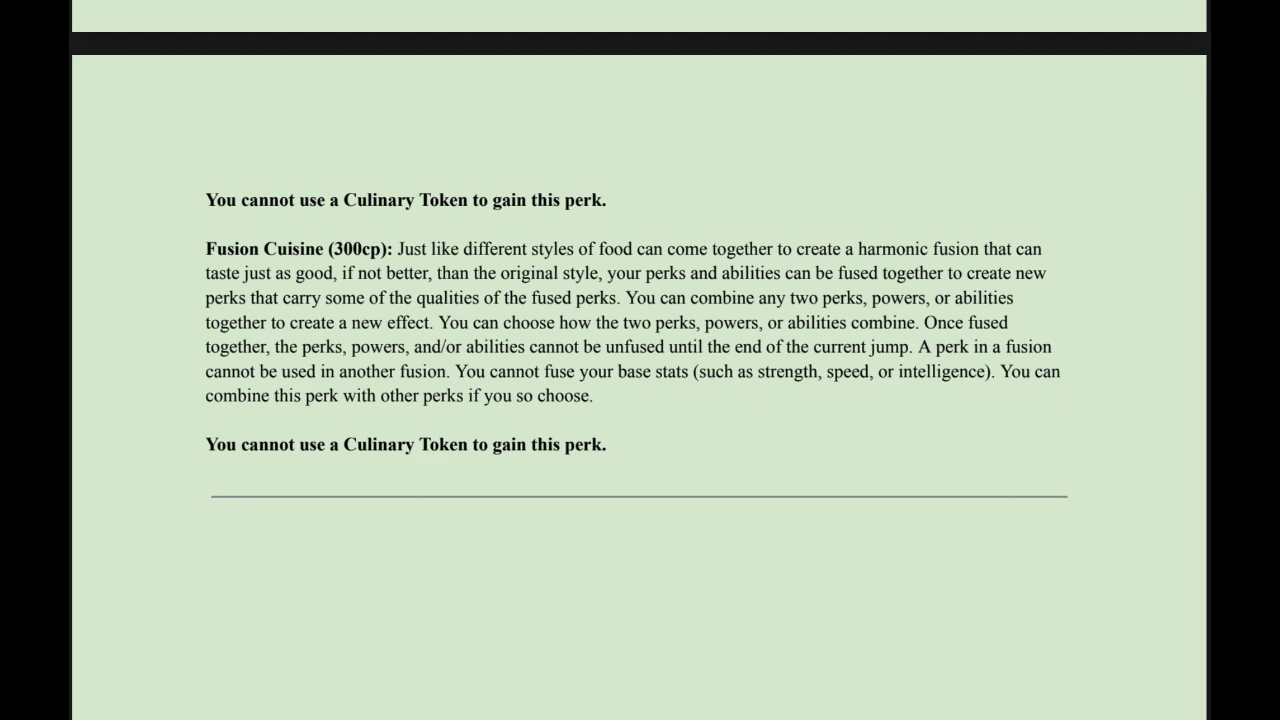 You cannot use a Culinary Token to gain this perk.
Fusion Cuisine (300cp): Just like different styles of food can come together to create a harmonic fusion that can
taste just as good, if not better, than the original style, your perks and abilities can be fused together to create new
perks that carry some of the qualities of the fused perks. You can combine any two perks, powers, or abilities
together to create a new effect. You can choose how the two perks, powers, or abilities combine. Once fused
together, the perks, powers, and/or abilities cannot be unfused until the end of the current jump. A perk in a fusion
cannot be used in another fusion. You cannot fuse your base stats (such as strength, speed, or intelligence). You can
combine this perk with other perks if you so choose.
You cannot use a Culinary Token to gain this perk.